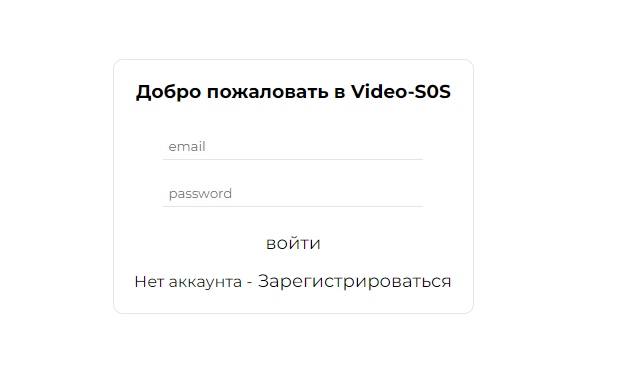 Добро пожаловать в Video-S0S
email
password
войти
Нет аккаунта - Зарегистрироваться